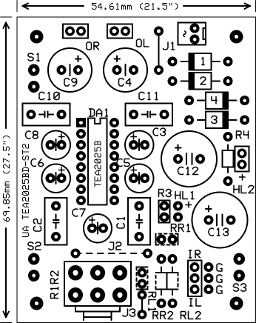 54.61mm (21.5")
69.85mm (27.5")
OR
OL
J1
S1
C9
C4
1
2
C10
C11
4
3
DA1
C8
C3
R4
TEA2025B
C6
C5
C12
HL2
UA TEA2025BD-ST2
C2
C7
C1
R3
HL1
RR1
C13
S2
J2
IR
R1R2
G
G
G
S3
RL1
J3
RR2
RL2
IL